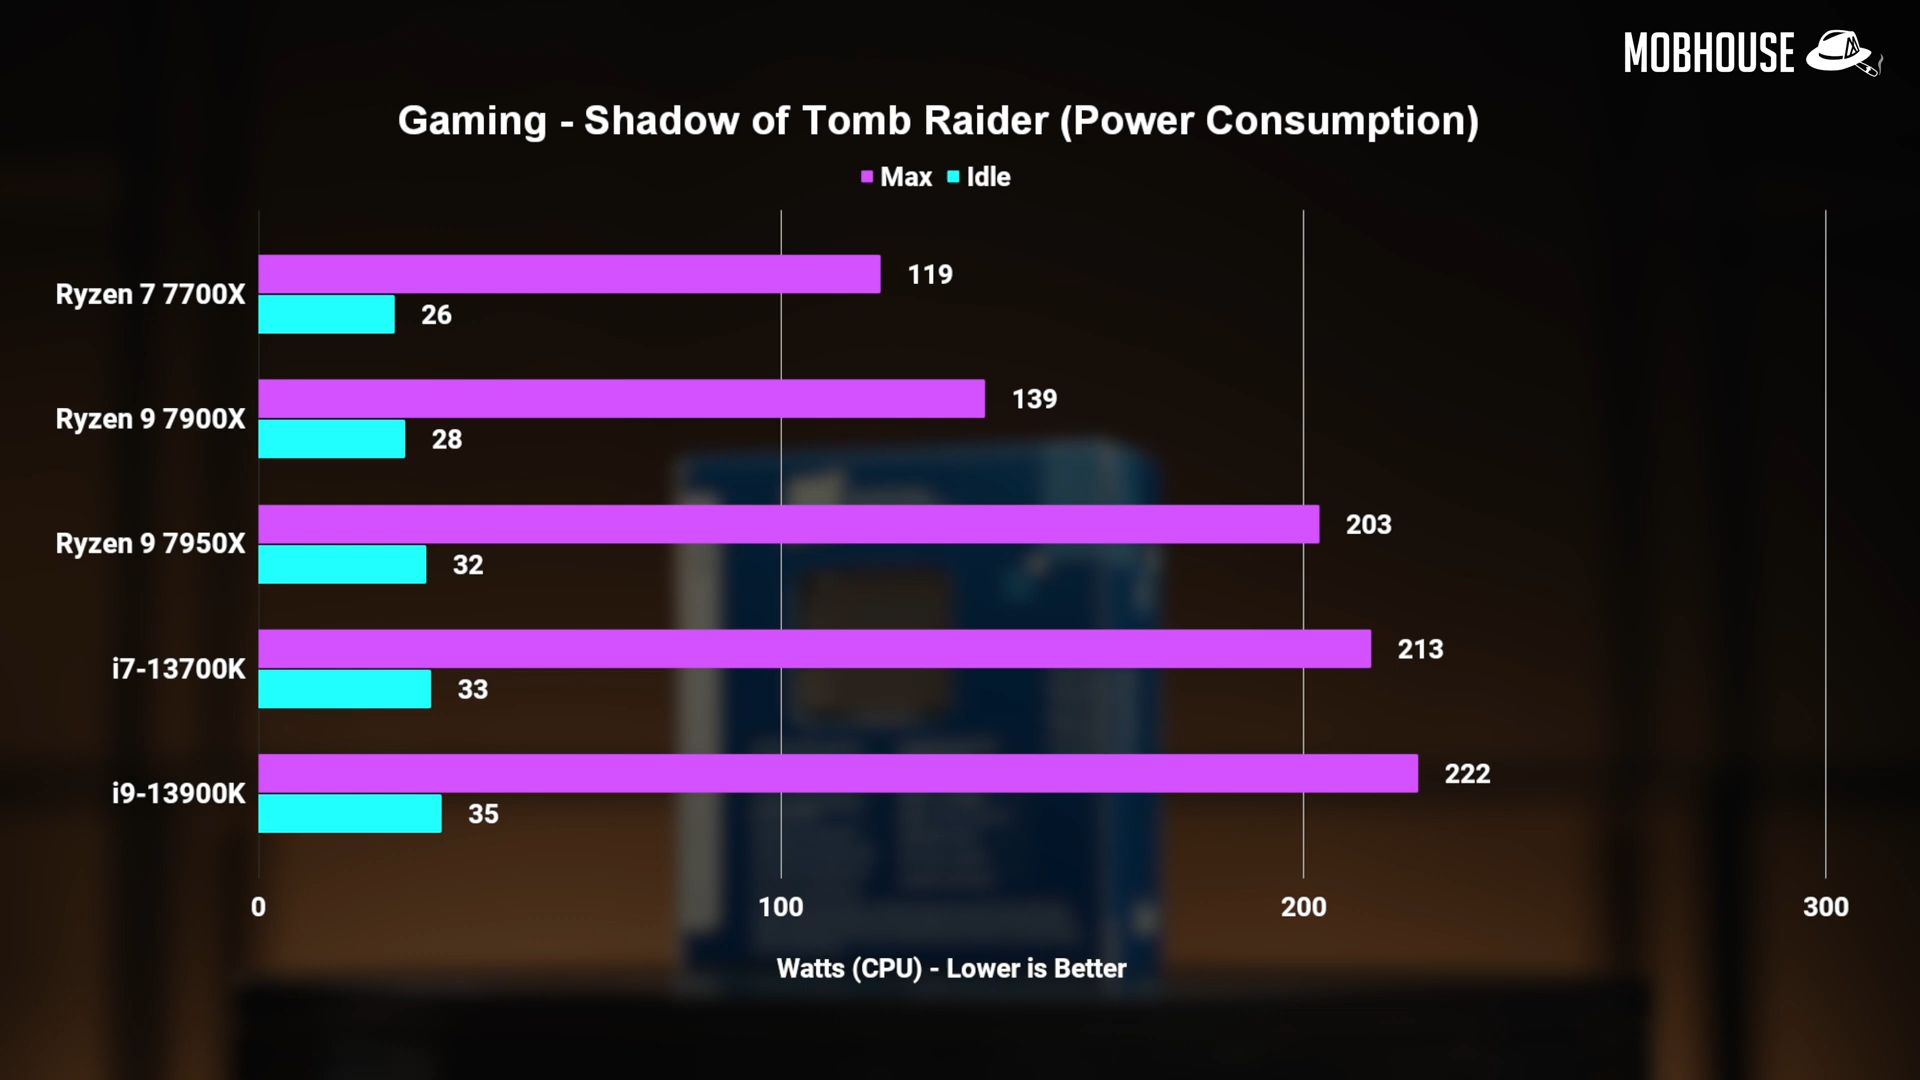 MOBHOUSE
Gaming - Shadow of Tomb Raider (Power Consumption)
Max Idle
Ryzen 7 7700X
119
26
Ryzen 9 7900X
139
28
Ryzen 9 7950X
203
32
i7-13700K
213
33
i9-13900K
222
35
0 100 200 300
Watts (CPU) - Lower is Better